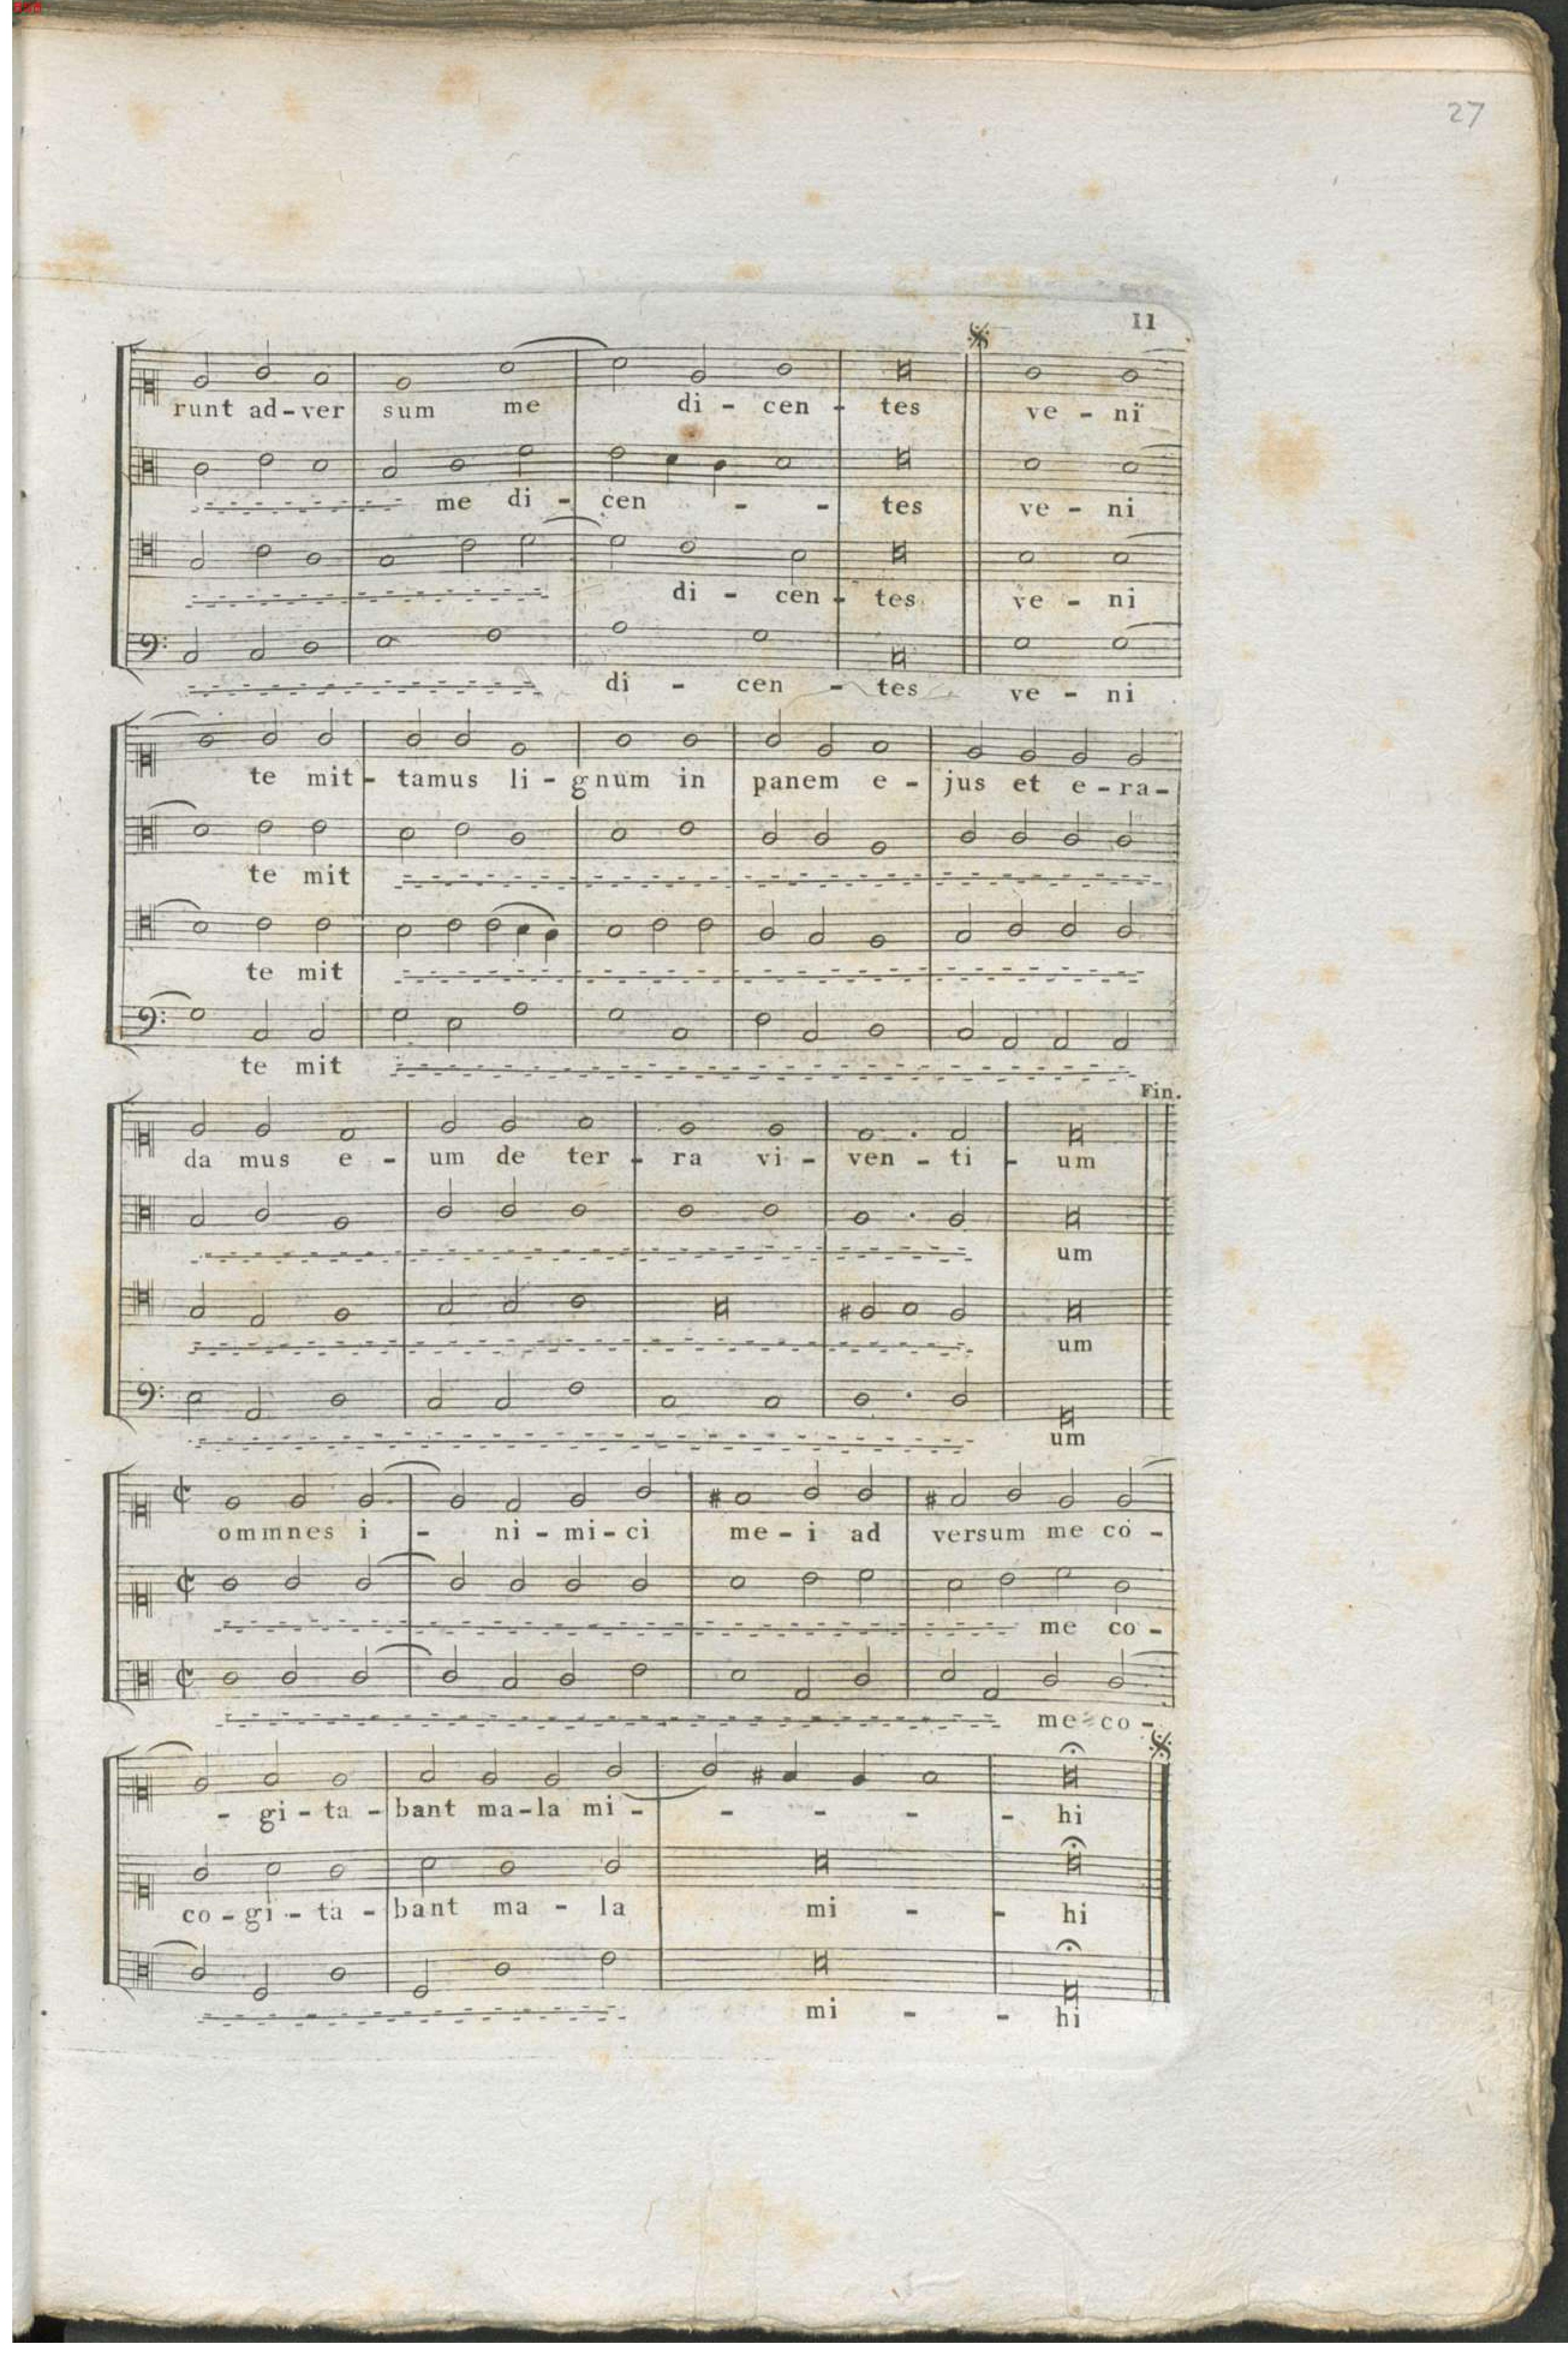 27
11
runt ad - ver sum me di - cen - tes ve - ni
me di - cen - - tes ve - ni
di - cen - tes ve - ni
di - cen - tes ve - ni
te mit - tamus li - gnum in panem e - jus et e - ra -
te mit
te mit
te mit
Fin.
da mus e - um de ter - ra vi - ven - ti - um
um
um
um
ommnes i - ni - mi - ci me - i ad versum me co -
me co -
me co -
- gi - ta - bant ma - la mi - - - - - hi
co - gi - ta - bant ma - la mi - - hi
mi - - hi